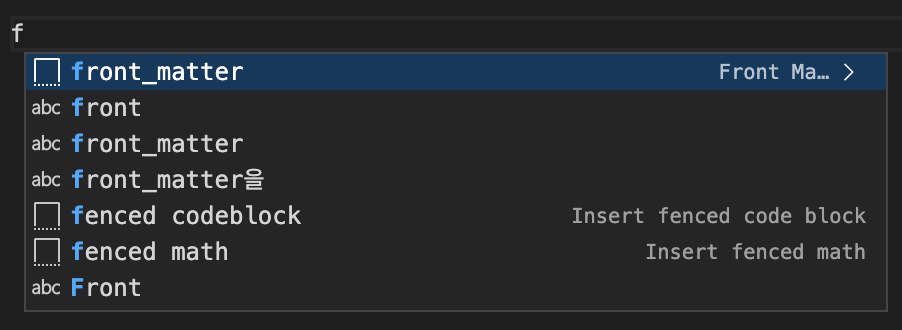 f
front_matter Front Ma…
abc front
abc front_matter
abc front_matter을
fenced codeblock Insert fenced code block
fenced math Insert fenced math
abc Front